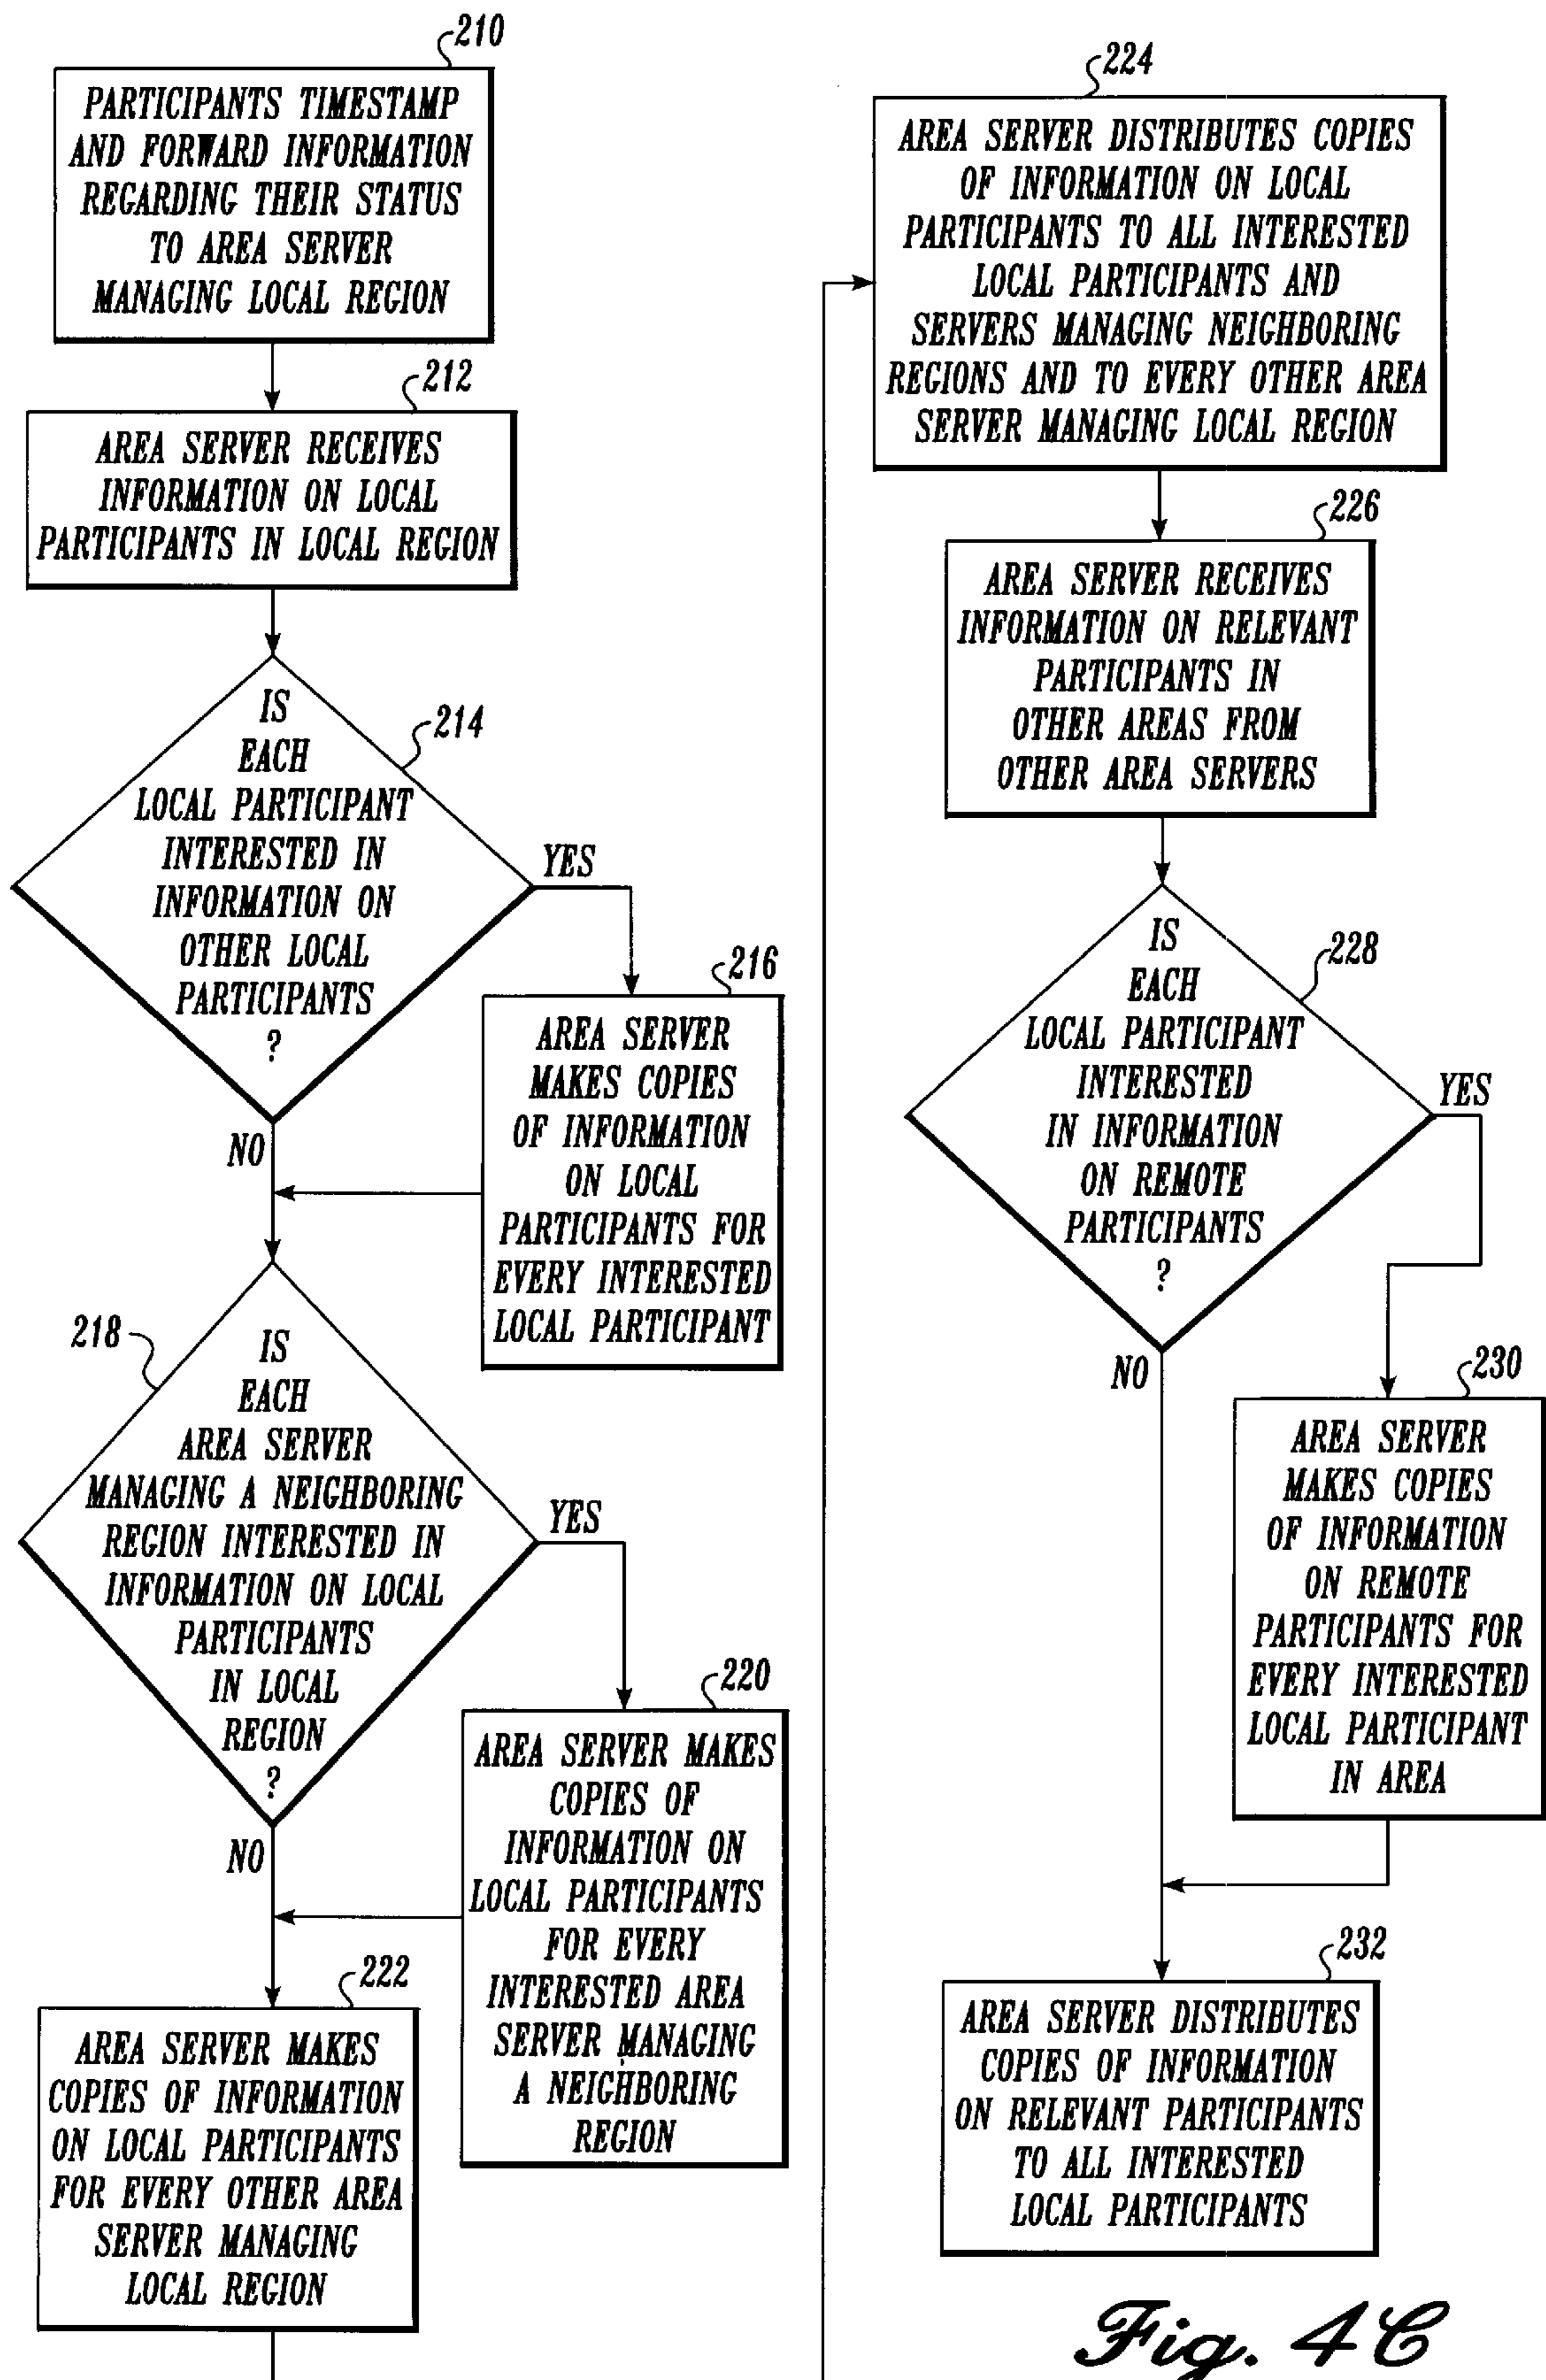 210
PARTICIPANTS TIMESTAMP
AND FORWARD INFORMATION
REGARDING THEIR STATUS
TO AREA SERVER
MANAGING LOCAL REGION
212
AREA SERVER RECEIVES
INFORMATION ON LOCAL
PARTICIPANTS IN LOCAL REGION
214
IS
EACH
LOCAL PARTICIPANT
INTERESTED IN
INFORMATION ON
OTHER LOCAL
PARTICIPANTS
?
YES
NO
216
AREA SERVER
MAKES COPIES
OF INFORMATION
ON LOCAL
PARTICIPANTS FOR
EVERY INTERESTED
LOCAL PARTICIPANT
218
IS
EACH
AREA SERVER
MANAGING A NEIGHBORING
REGION INTERESTED IN
INFORMATION ON LOCAL
PARTICIPANTS
IN LOCAL
REGION
?
YES
NO
220
AREA SERVER MAKES
COPIES OF
INFORMATION ON
LOCAL PARTICIPANTS
FOR EVERY
INTERESTED AREA
SERVER MANAGING
A NEIGHBORING
REGION
222
AREA SERVER MAKES
COPIES OF INFORMATION
ON LOCAL PARTICIPANTS
FOR EVERY OTHER AREA
SERVER MANAGING
LOCAL REGION
224
AREA SERVER DISTRIBUTES COPIES
OF INFORMATION ON LOCAL
PARTICIPANTS TO ALL INTERESTED
LOCAL PARTICIPANTS AND
SERVERS MANAGING NEIGHBORING
REGIONS AND TO EVERY OTHER AREA
SERVER MANAGING LOCAL REGION
226
AREA SERVER RECEIVES
INFORMATION ON RELEVANT
PARTICIPANTS IN
OTHER AREAS FROM
OTHER AREA SERVERS
228
IS
EACH
LOCAL PARTICIPANT
INTERESTED
IN INFORMATION
ON REMOTE
PARTICIPANTS
?
YES
NO
230
AREA SERVER
MAKES COPIES
OF INFORMATION
ON REMOTE
PARTICIPANTS FOR
EVERY INTERESTED
LOCAL PARTICIPANT
IN AREA
232
AREA SERVER DISTRIBUTES
COPIES OF INFORMATION
ON RELEVANT PARTICIPANTS
TO ALL INTERESTED
LOCAL PARTICIPANTS
Fig. 4C